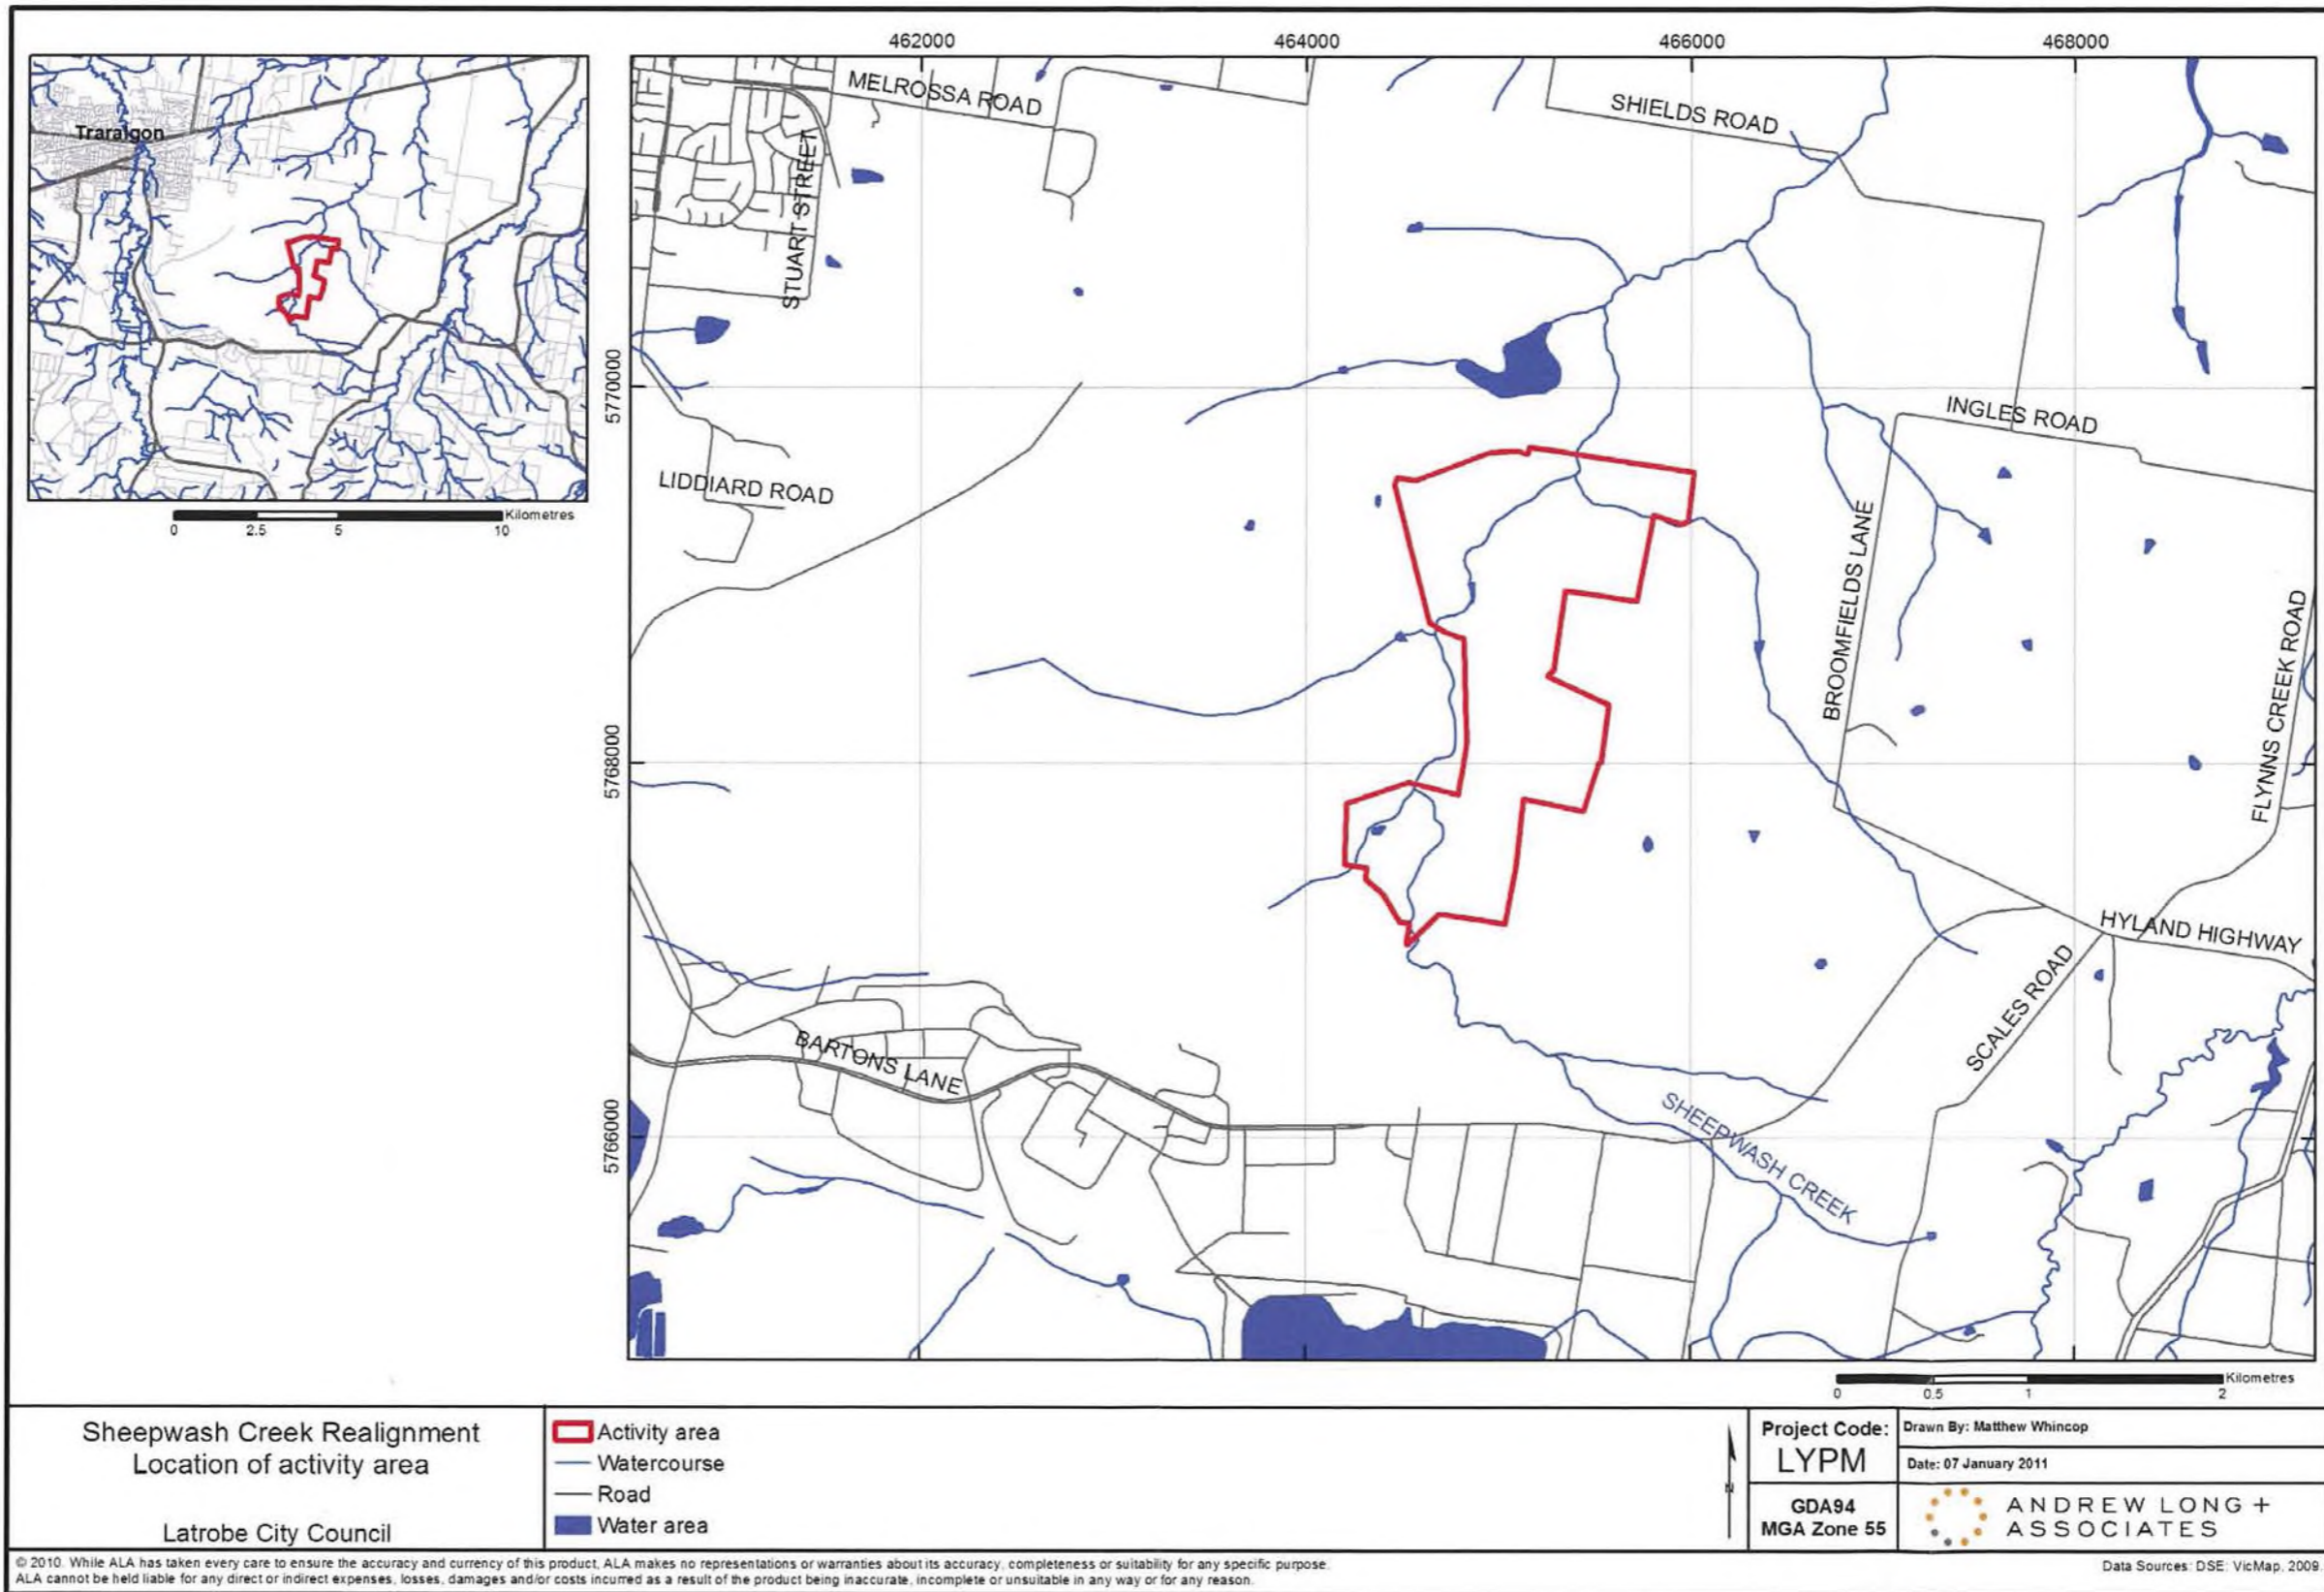 Traralgon
0 2.5 5 10 Kilometres
462000 464000 466000 468000
5770000
5768000
5766000
MELROSSA ROAD
SHIELDS ROAD
STUART STREET
INGLES ROAD
LIDDIARD ROAD
BROOMFIELDS LANE
FLYNNS CREEK ROAD
HYLAND HIGHWAY
SCALES ROAD
BARTONS LANE
SHEEPWASH CREEK
0 0.5 1 2 Kilometres
Sheepwash Creek Realignment
Location of activity area
Latrobe City Council
Activity area
Watercourse
Road
Water area
N
Project Code:
LYPM
GDA94
MGA Zone 55
Drawn By: Matthew Whincop
Date: 07 January 2011
ANDREW LONG +
ASSOCIATES
© 2010. While ALA has taken every care to ensure the accuracy and currency of this product, ALA makes no representations or warranties about its accuracy, completeness or suitability for any specific purpose.
ALA cannot be held liable for any direct or indirect expenses, losses, damages and/or costs incurred as a result of the product being inaccurate, incomplete or unsuitable in any way or for any reason.
Data Sources: DSE: VicMap, 2009.